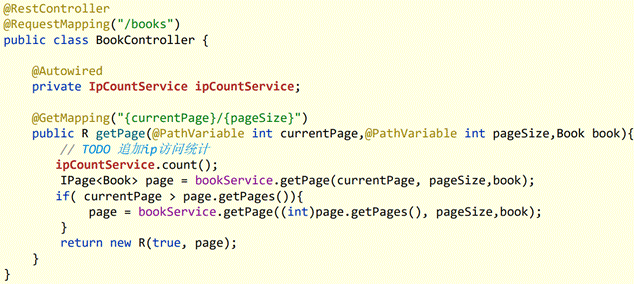 @RestController
@RequestMapping("/books")
public class BookController {
@Autowired
private IpCountService ipCountService;
@GetMapping("{currentPage}/{pageSize}")
public R getPage(@PathVariable int currentPage,@PathVariable int pageSize,Book book){
// TODO 追加ip访问统计
ipCountService.count();
IPage<Book> page = bookService.getPage(currentPage, pageSize,book);
if( currentPage > page.getPages()){
page = bookService.getPage((int)page.getPages(), pageSize,book);
}
return new R(true, page);
}
}